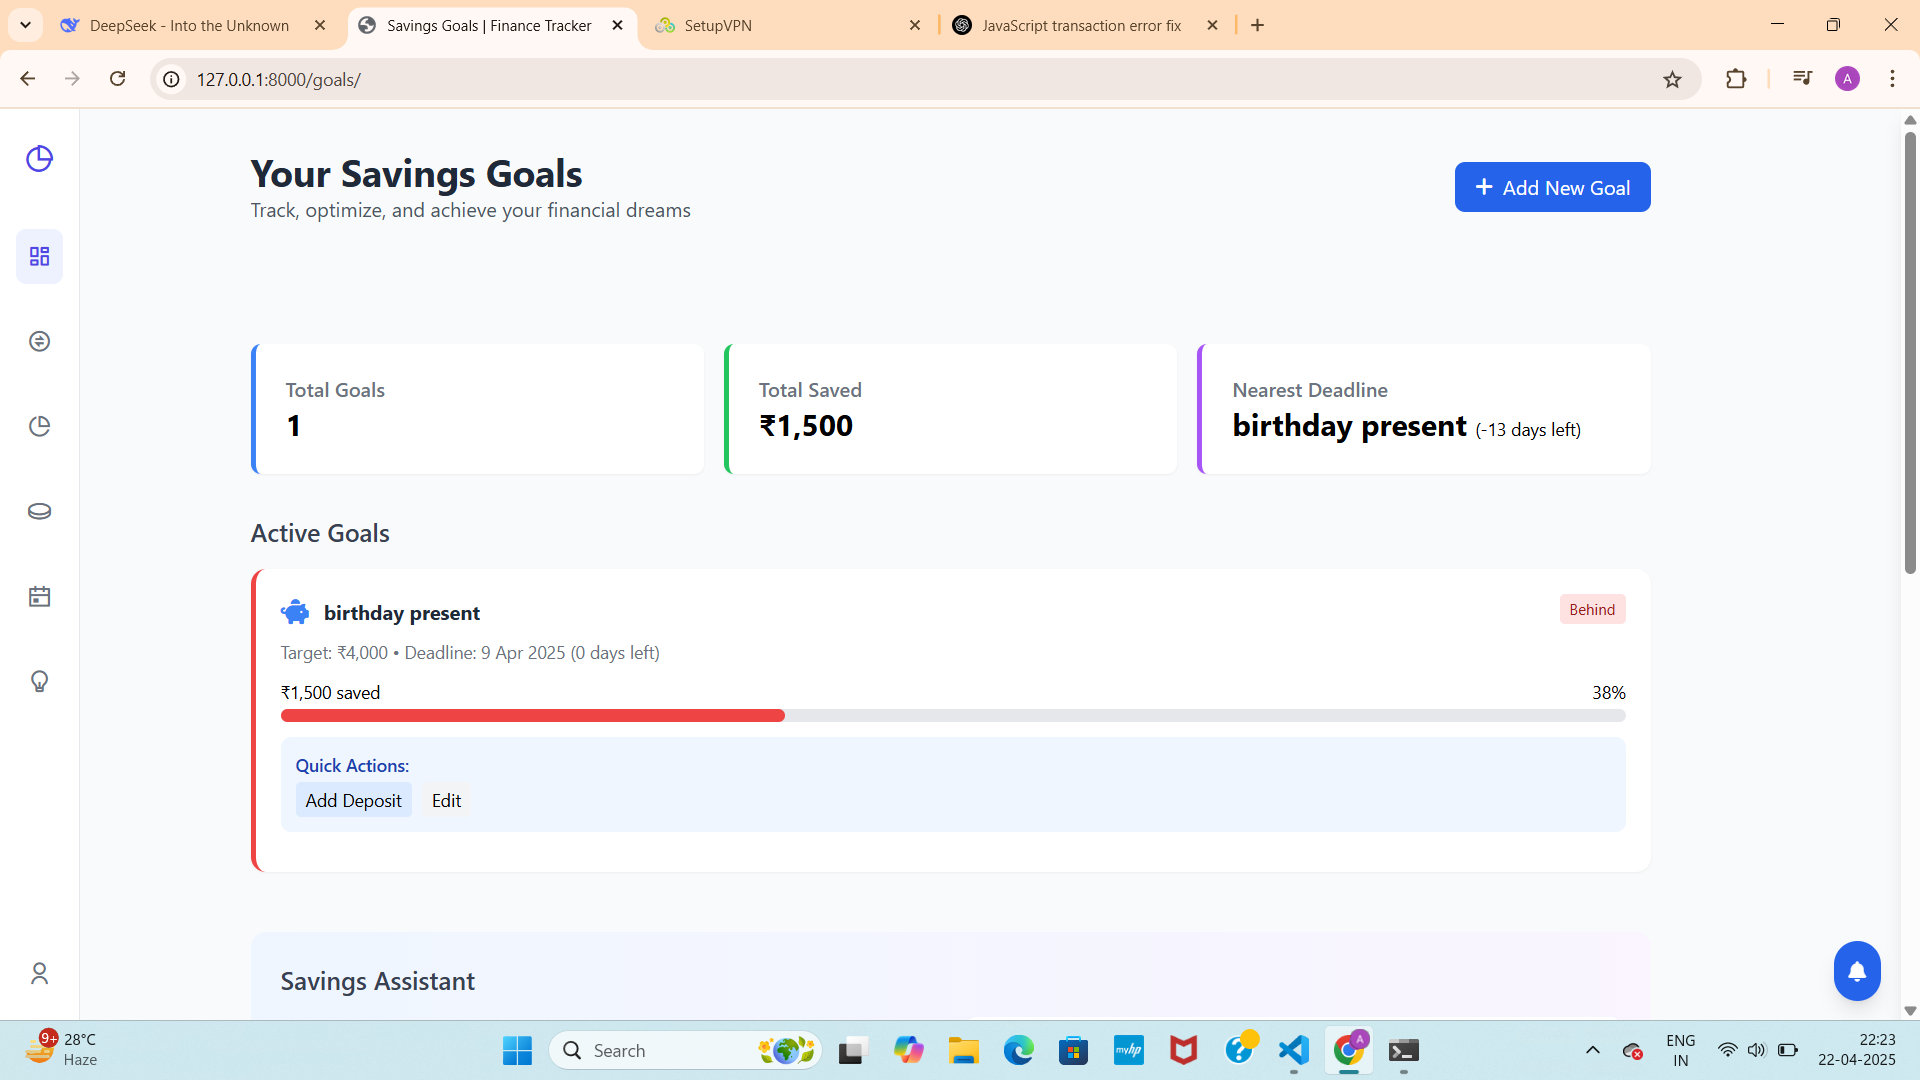 DeepSeek - Into the Unknown
Savings Goals | Finance Tracker
SetupVPN
JavaScript transaction error fix
127.0.0.1:8000/goals/
A
Your Savings Goals
Track, optimize, and achieve your financial dreams
Add New Goal
Total Goals
1
Total Saved
₹1,500
Nearest Deadline
birthday present (-13 days left)
Active Goals
birthday present
Behind
Target: ₹4,000 • Deadline: 9 Apr 2025 (0 days left)
₹1,500 saved
38%
Quick Actions:
Add Deposit
Edit
Savings Assistant
9+
28°C
Haze
Search
myhp
A
ENG
IN
22:23
22-04-2025